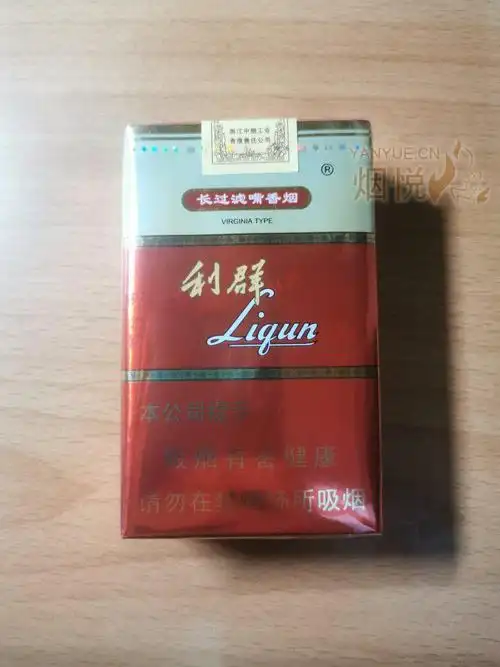 浙江中烟工业
有限责任公司
YANYUE.CN
烟悦
®
长过滤嘴香烟
VIRGINIA TYPE
利群
Liqun
本公司提示
吸烟有害健康
请勿在禁烟场所吸烟